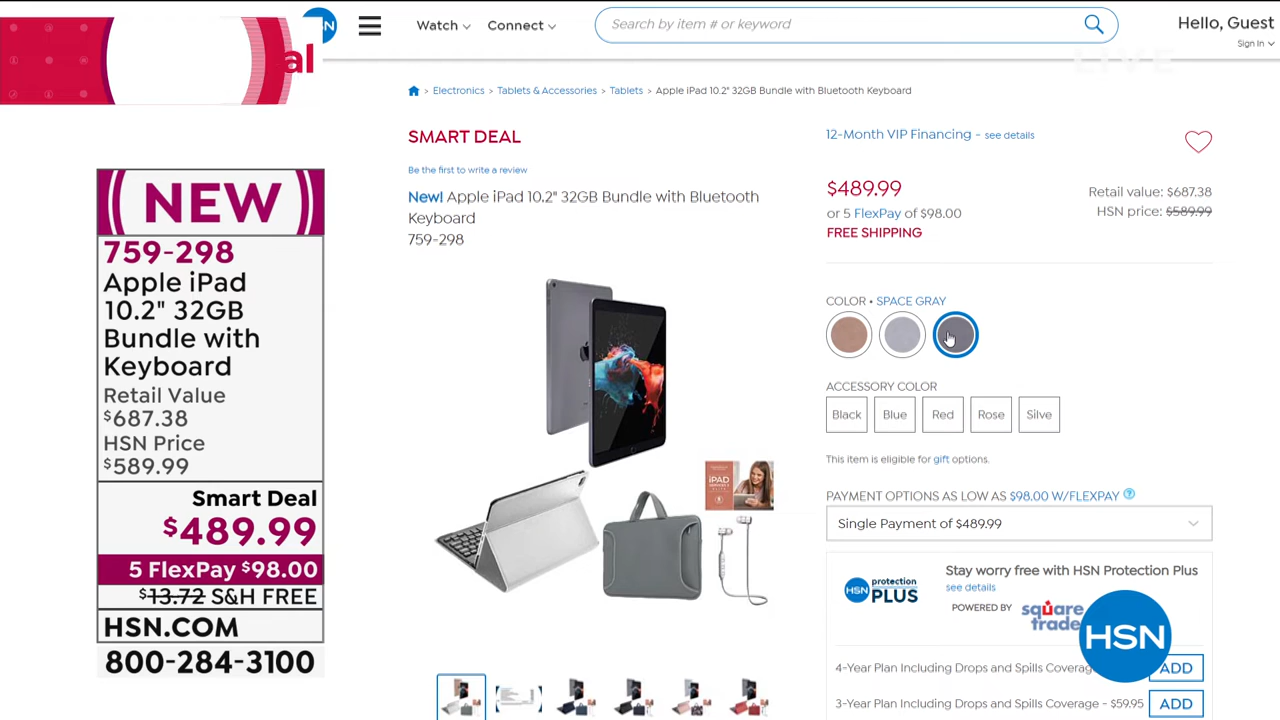 al
HSN
Watch
Connect
Search by item # or keyword
Hello, Guest
Sign In
LIVE
Electronics > Tablets & Accessories > Tablets > Apple iPad 10.2" 32GB Bundle with Bluetooth Keyboard
SMART DEAL
Be the first to write a review
New! Apple iPad 10.2" 32GB Bundle with Bluetooth
Keyboard
759-298
12-Month VIP Financing - see details
$489.99
or 5 FlexPay of $98.00
FREE SHIPPING
Retail value: $687.38
HSN price: $589.99
COLOR • SPACE GRAY
ACCESSORY COLOR
Black
Blue
Red
Rose
Silve
This item is eligible for gift options.
PAYMENT OPTIONS AS LOW AS $98.00 W/FLEXPAY ?
Single Payment of $489.99
HSN protection
PLUS
Stay worry free with HSN Protection Plus
see details
POWERED BY
square
trade
4-Year Plan Including Drops and Spills Coverag
ADD
3-Year Plan Including Drops and Spills Coverage - $59.95
ADD
HSN
iPAD
NEW
759-298
Apple iPad
10.2" 32GB
Bundle with
Keyboard
Retail Value
$687.38
HSN Price
$589.99
Smart Deal
$489.99
5 FlexPay $98.00
$13.72 S&H FREE
HSN.COM
800-284-3100